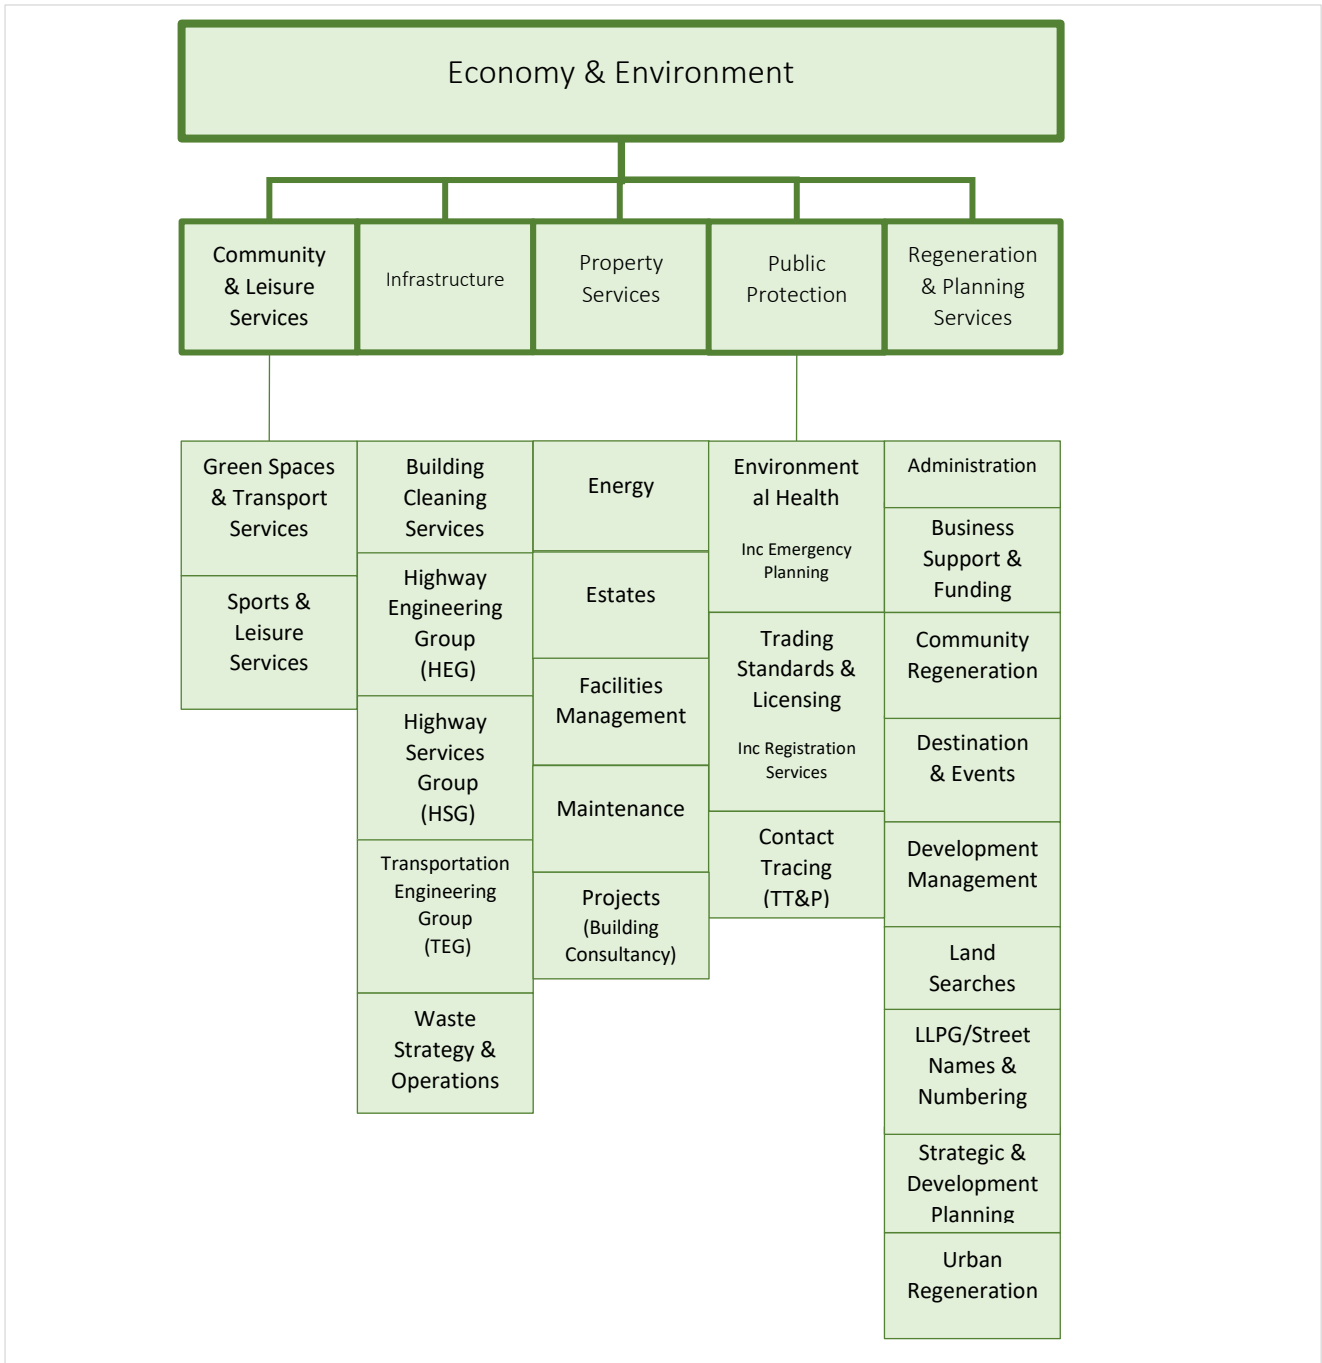 Economy & Environment
Community
& Leisure
Services
Infrastructure
Property
Services
Public
Protection
Regeneration
& Planning
Services
Green Spaces
& Transport
Services
Sports &
Leisure
Services
Building
Cleaning
Services
Highway
Engineering
Group
(HEG)
Highway
Services
Group
(HSG)
Transportation
Engineering
Group
(TEG)
Waste
Strategy &
Operations
Energy
Estates
Facilities
Management
Maintenance
Projects
(Building
Consultancy)
Environment
al Health
Inc Emergency
Planning
Trading
Standards &
Licensing
Inc Registration
Services
Contact
Tracing
(TT&P)
Administration
Business
Support &
Funding
Community
Regeneration
Destination
& Events
Development
Management
Land
Searches
LLPG/Street
Names &
Numbering
Strategic &
Development
Planning
Urban
Regeneration